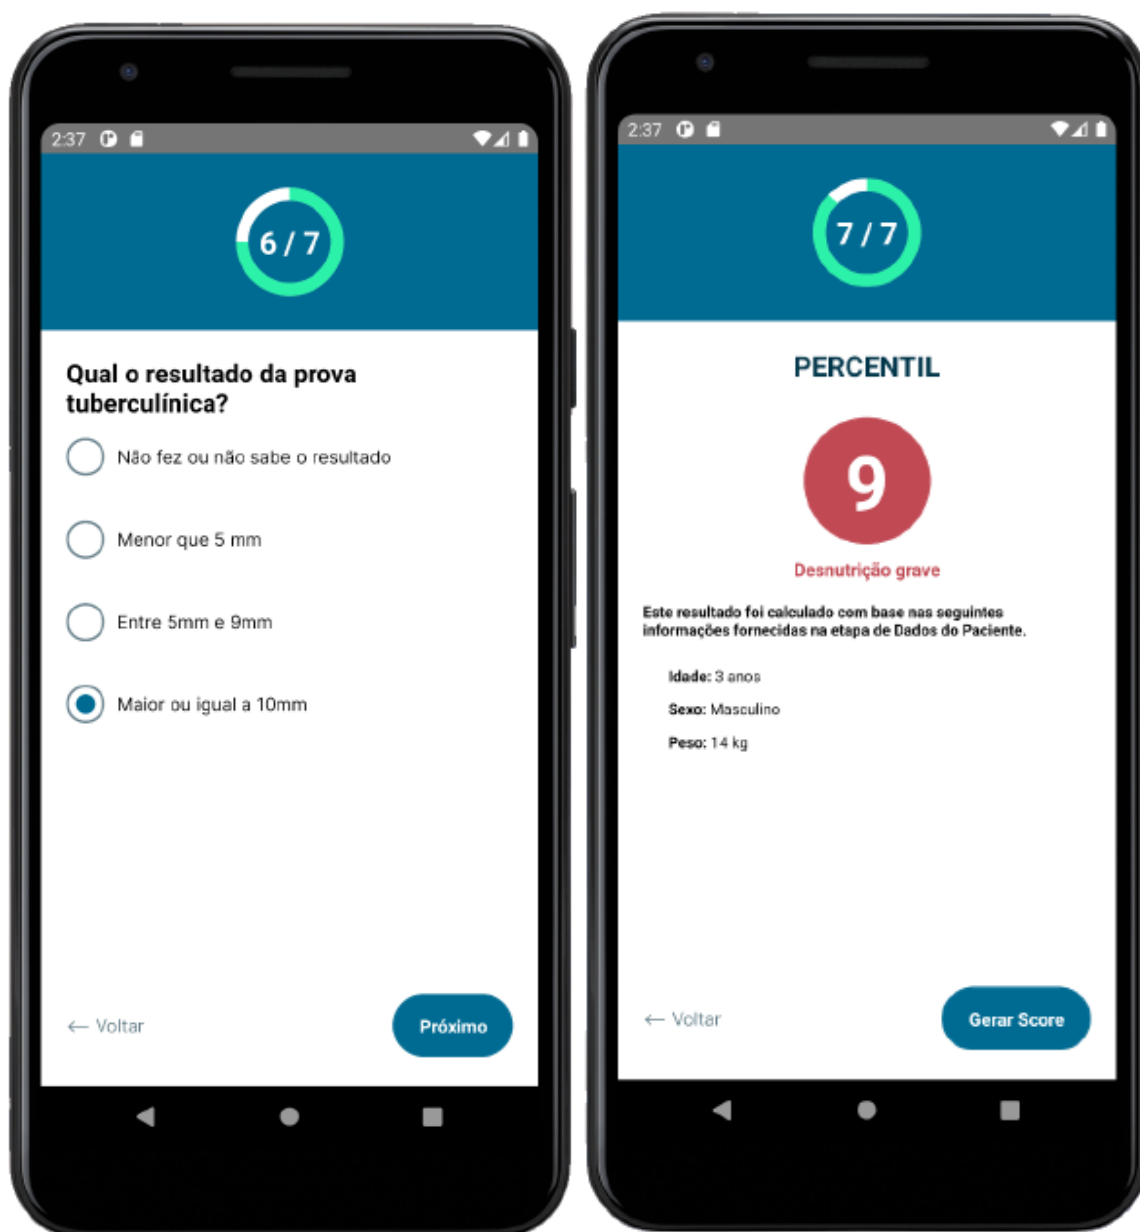 2:37
6 / 7
Qual o resultado da prova
tuberculínica?
Não fez ou não sabe o resultado
Menor que 5 mm
Entre 5mm e 9mm
Maior ou igual a 10mm
← Voltar
Próximo
2:37
7 / 7
PERCENTIL
9
Desnutrição grave
Este resultado foi calculado com base nas seguintes
informações fornecidas na etapa de Dados do Paciente.
Idade: 3 anos
Sexo: Masculino
Peso: 14 kg
← Voltar
Gerar Score